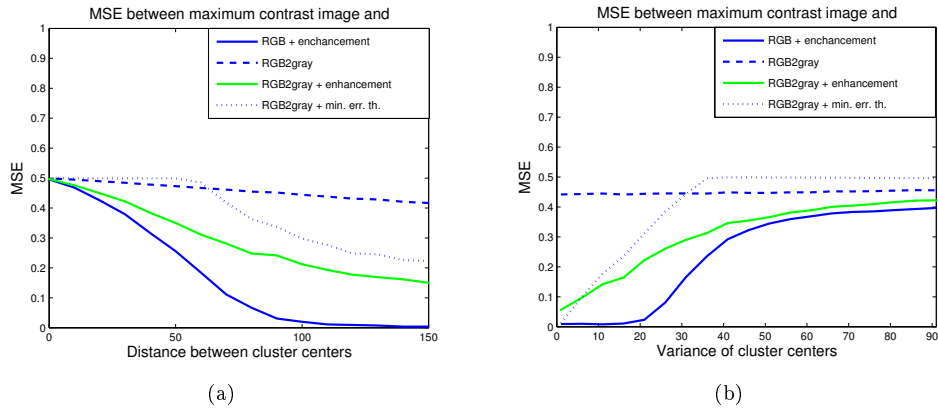 MSE between maximum contrast image and
1
0.9
0.8
0.7
0.6
0.5
0.4
0.3
0.2
0.1
0
MSE
RGB + enchancement
RGB2gray
RGB2gray + enhancement
RGB2gray + min. err. th.
0 50 100 150
Distance between cluster centers
(a)
MSE between maximum contrast image and
1
0.9
0.8
0.7
0.6
0.5
0.4
0.3
0.2
0.1
0
MSE
RGB + enchancement
RGB2gray
RGB2gray + enhancement
RGB2gray + min. err. th.
0 10 20 30 40 50 60 70 80 90
Variance of cluster centers
(b)